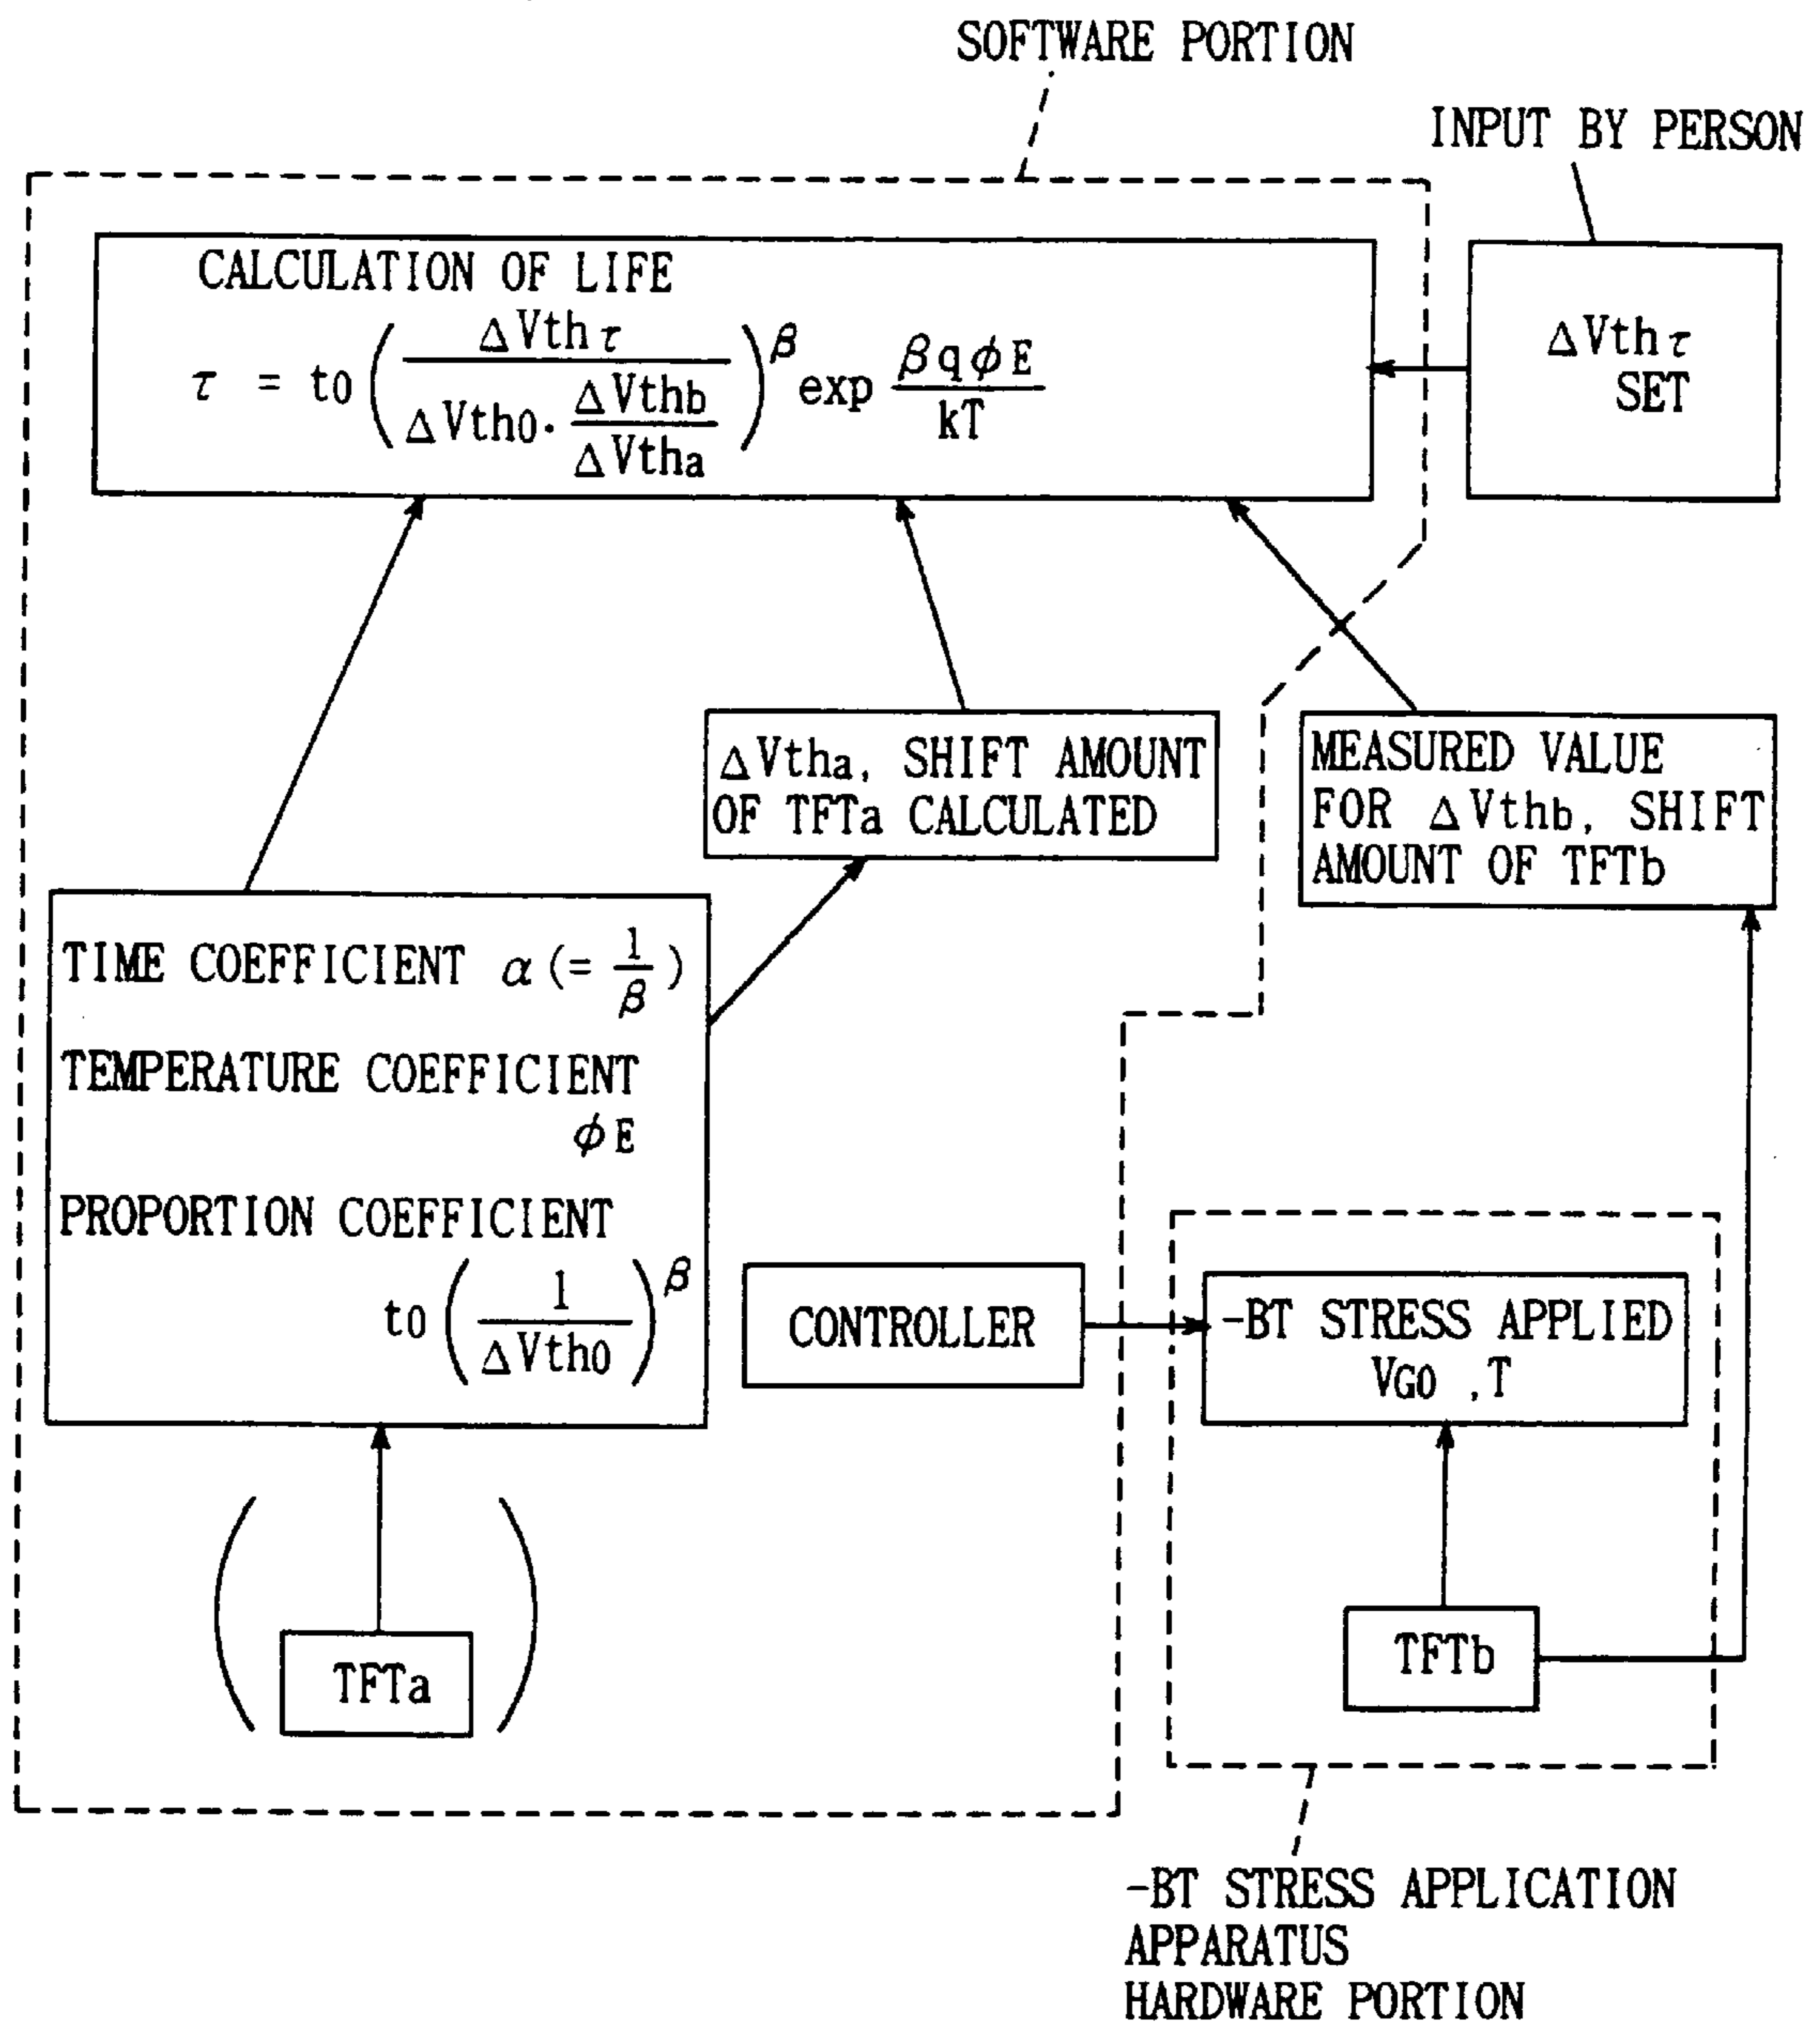 SOFTWARE PORTION
INPUT BY PERSON
CALCULATION OF LIFE
τ = t0 ( ΔVthτ / ( ΔVth0 · ΔVthb / ΔVtha ) )^β exp βqφE / kT
ΔVthτ
SET
ΔVtha, SHIFT AMOUNT
OF TFTa CALCULATED
MEASURED VALUE
FOR ΔVthb, SHIFT
AMOUNT OF TFTb
TIME COEFFICIENT α (= 1/β)
TEMPERATURE COEFFICIENT
φE
PROPORTION COEFFICIENT
t0 ( 1 / ΔVth0 )^β
CONTROLLER
-BT STRESS APPLIED
VG0 ,T
TFTa
TFTb
-BT STRESS APPLICATION
APPARATUS
HARDWARE PORTION